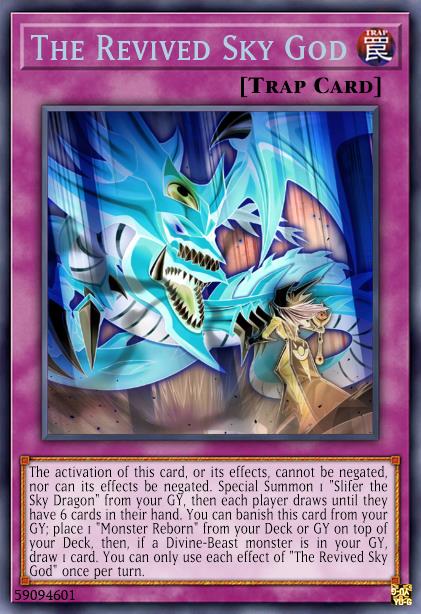 THE REVIVED SKY GOD
TRAP
罠
[TRAP CARD]
The activation of this card, or its effects, cannot be negated,
nor can its effects be negated. Special Summon 1 "Slifer the
Sky Dragon" from your GY, then each player draws until they
have 6 cards in their hand. You can banish this card from your
GY; place 1 "Monster Reborn" from your Deck or GY on top of
your Deck, then, if a Divine-Beast monster is in your GY,
draw 1 card. You can only use each effect of "The Revived Sky
God" once per turn.
59094601